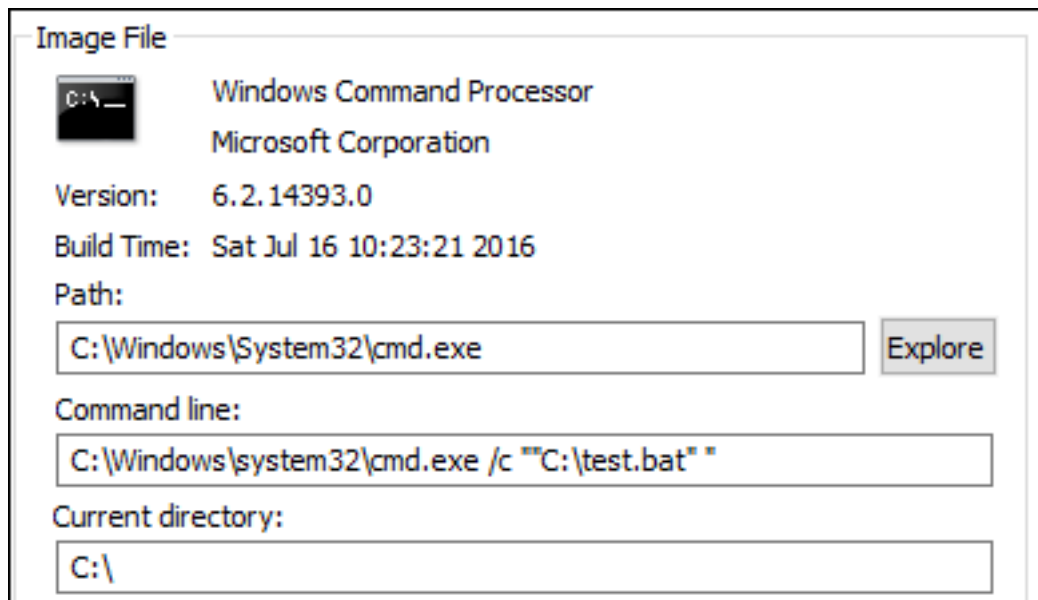 Image File
C:\
Windows Command Processor
Microsoft Corporation
Version: 6.2.14393.0
Build Time: Sat Jul 16 10:23:21 2016
Path:
C:\Windows\System32\cmd.exe Explore
Command line:
C:\Windows\system32\cmd.exe /c ""C:\test.bat" "
Current directory:
C:\